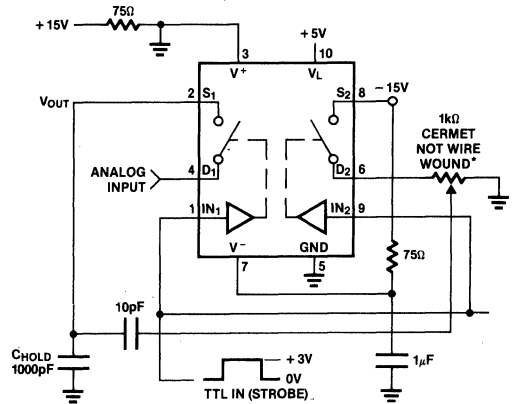 75Ω
+15V
+5V
3
10
V+
VL
2
S1
S2
8
-15V
VOUT
1kΩ
CERMET
NOT WIRE
WOUND*
ANALOG
INPUT
4
D1
D2
6
1
IN1
IN2
9
V-
GND
75Ω
7
5
10pF
CHOLD
1000pF
+3V
0V
TTL IN (STROBE)
1μF